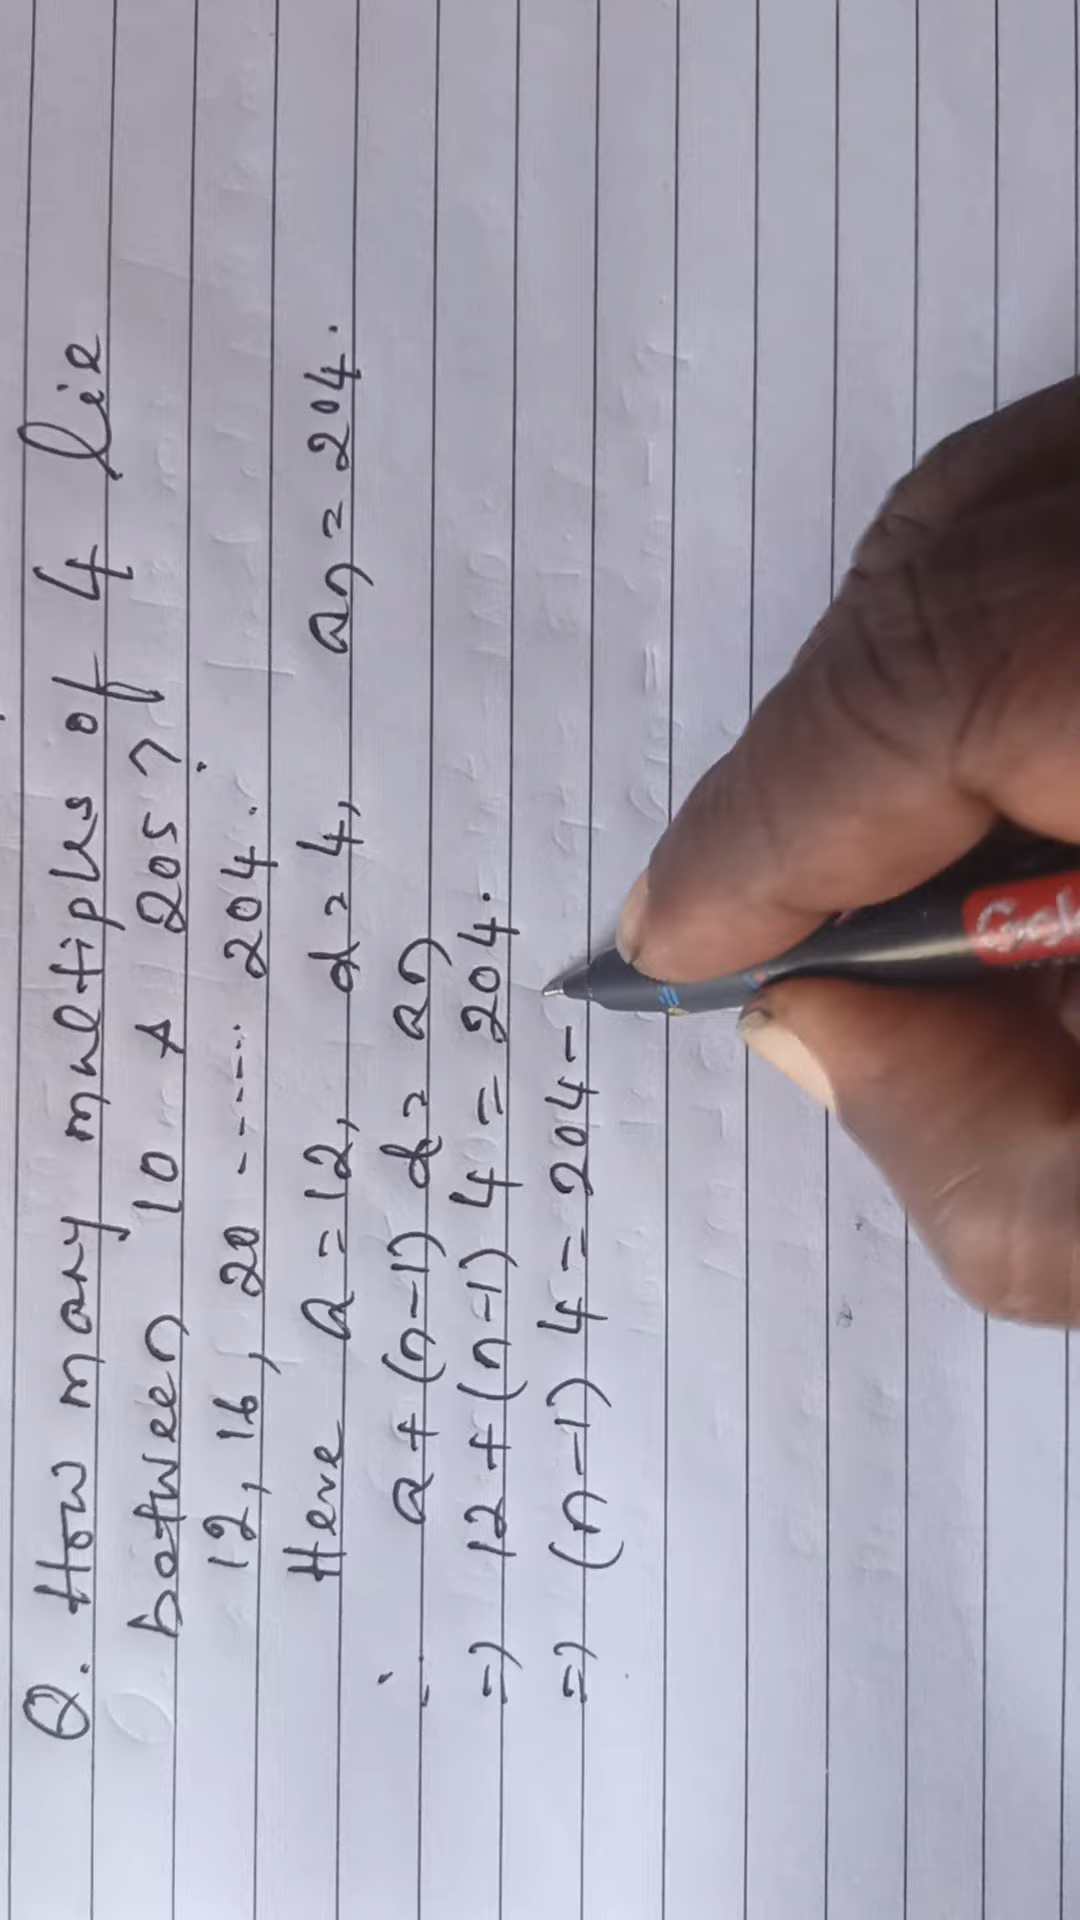 Q. How many multiples of 4 lie
between 10 & 205?
12, 16, 20 ----.. 204.
Here a = 12, d = 4, an = 204.
∴ a + (n-1) d = an
=) 12 + (n-1) 4 = 204.
=) (n-1) 4 = 204 -